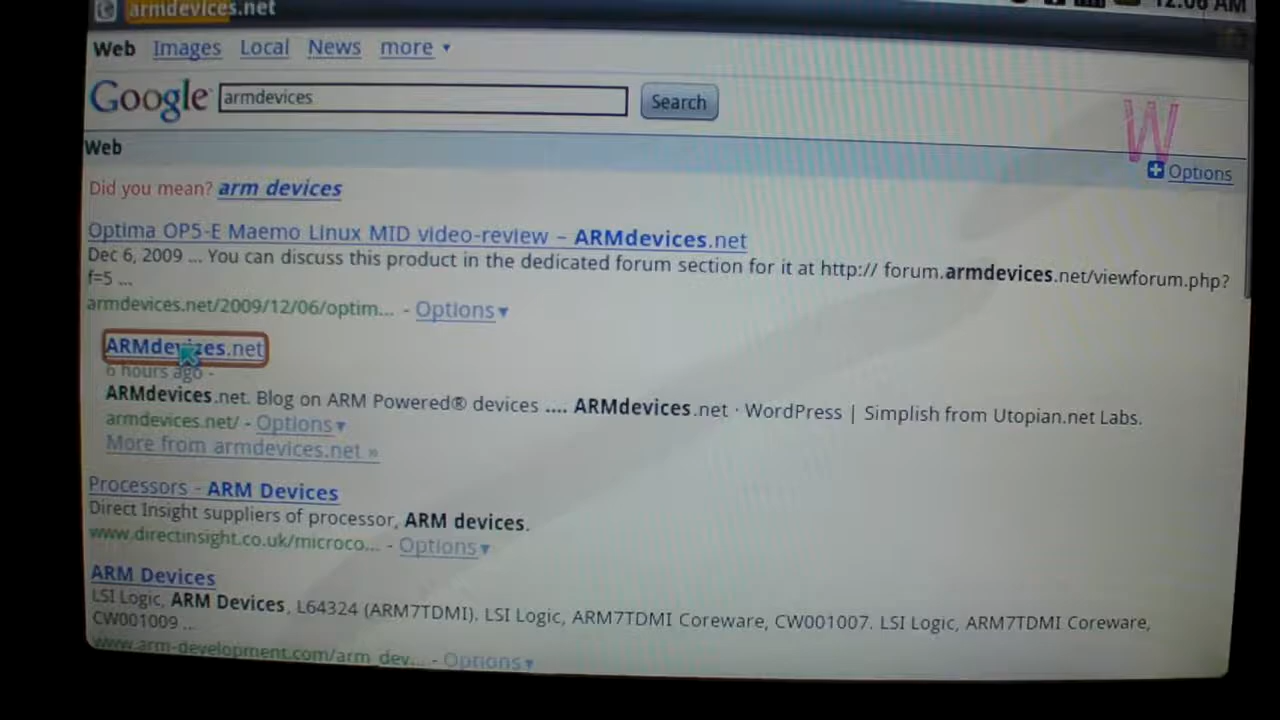 armdevices.net
12:06 AM
Web Images Local News more
Google armdevices Search
W
Web
Options
Did you mean? arm devices
Optima OP5-E Maemo Linux MID video-review – ARMdevices.net
Dec 6, 2009 ... You can discuss this product in the dedicated forum section for it at http:// forum.armdevices.net/viewforum.php?
f=5 ...
armdevices.net/2009/12/06/optim... - Options
ARMdevices.net
6 hours ago -
ARMdevices.net. Blog on ARM Powered® devices .... ARMdevices.net · WordPress | Simplish from Utopian.net Labs.
armdevices.net/ - Options
More from armdevices.net »
Processors - ARM Devices
Direct Insight suppliers of processor, ARM devices.
www.directinsight.co.uk/microco... - Options
ARM Devices
LSI Logic, ARM Devices, L64324 (ARM7TDMI). LSI Logic, ARM7TDMI Coreware, CW001007. LSI Logic, ARM7TDMI Coreware,
CW001009 ...
www.arm-development.com/arm_dev... - Options